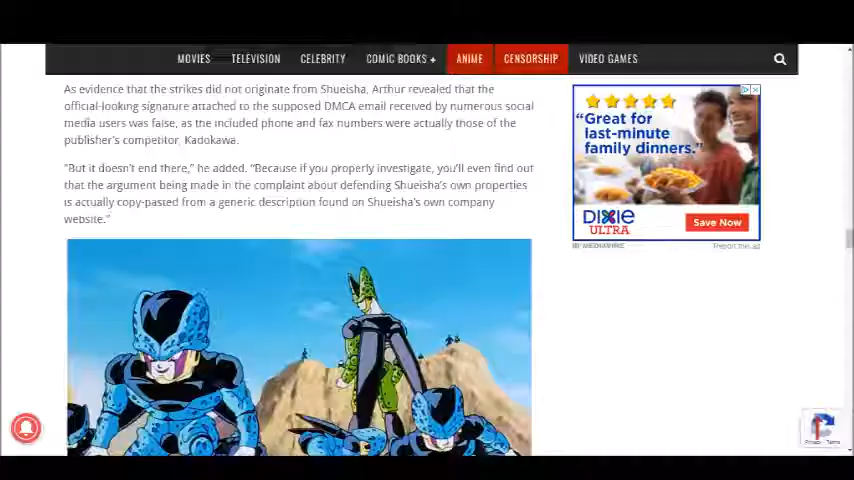 MOVIES TELEVISION CELEBRITY COMIC BOOKS + ANIME CENSORSHIP VIDEO GAMES
As evidence that the strikes did not originate from Shueisha, Arthur revealed that the
official-looking signature attached to the supposed DMCA email received by numerous social
media users was false, as the included phone and fax numbers were actually those of the
publisher's competitor, Kadokawa.
"But it doesn't end there," he added. "Because if you properly investigate, you'll even find out
that the argument being made in the complaint about defending Shueisha's own properties
is actually copy-pasted from a generic description found on Shueisha's own company
website."
"Great for
last-minute
family dinners."
DIXIE
ULTRA
Save Now
Report this ad
Privacy - Terms